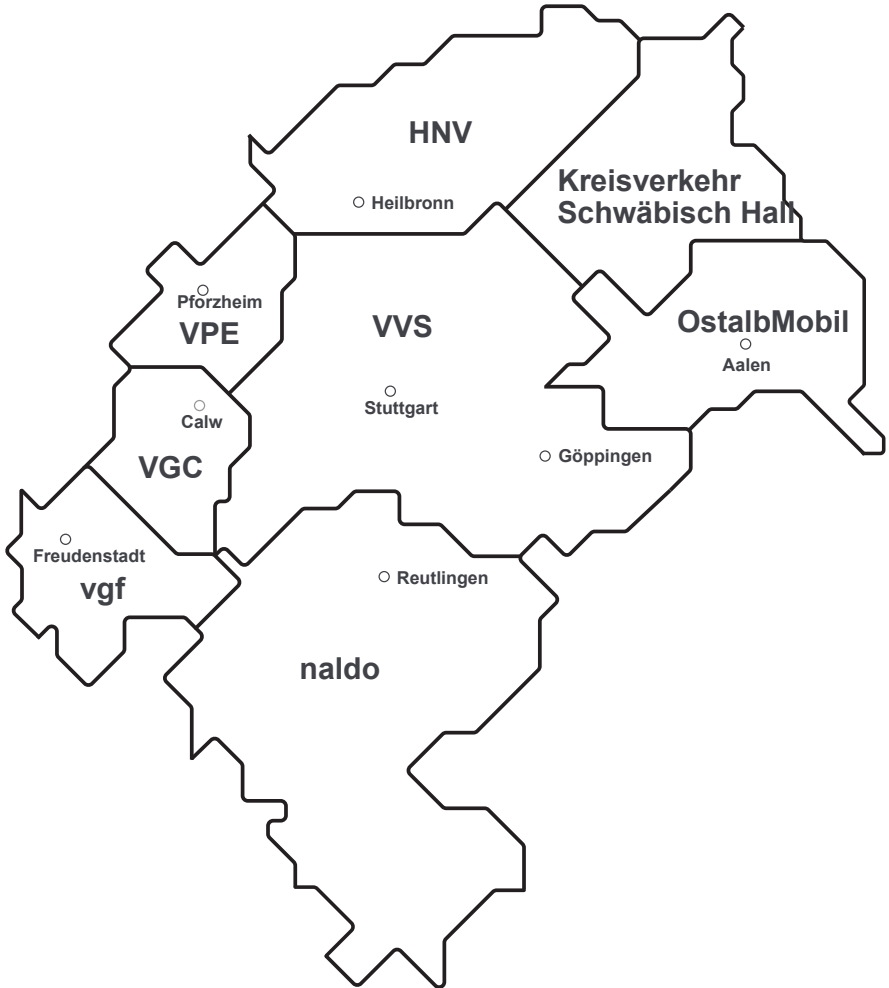 HNV
Kreisverkehr
Schwäbisch Hall
Heilbronn
Pforzheim
VPE
VVS
OstalbMobil
Aalen
Stuttgart
Calw
VGC
Göppingen
Freudenstadt
vgf
Reutlingen
naldo